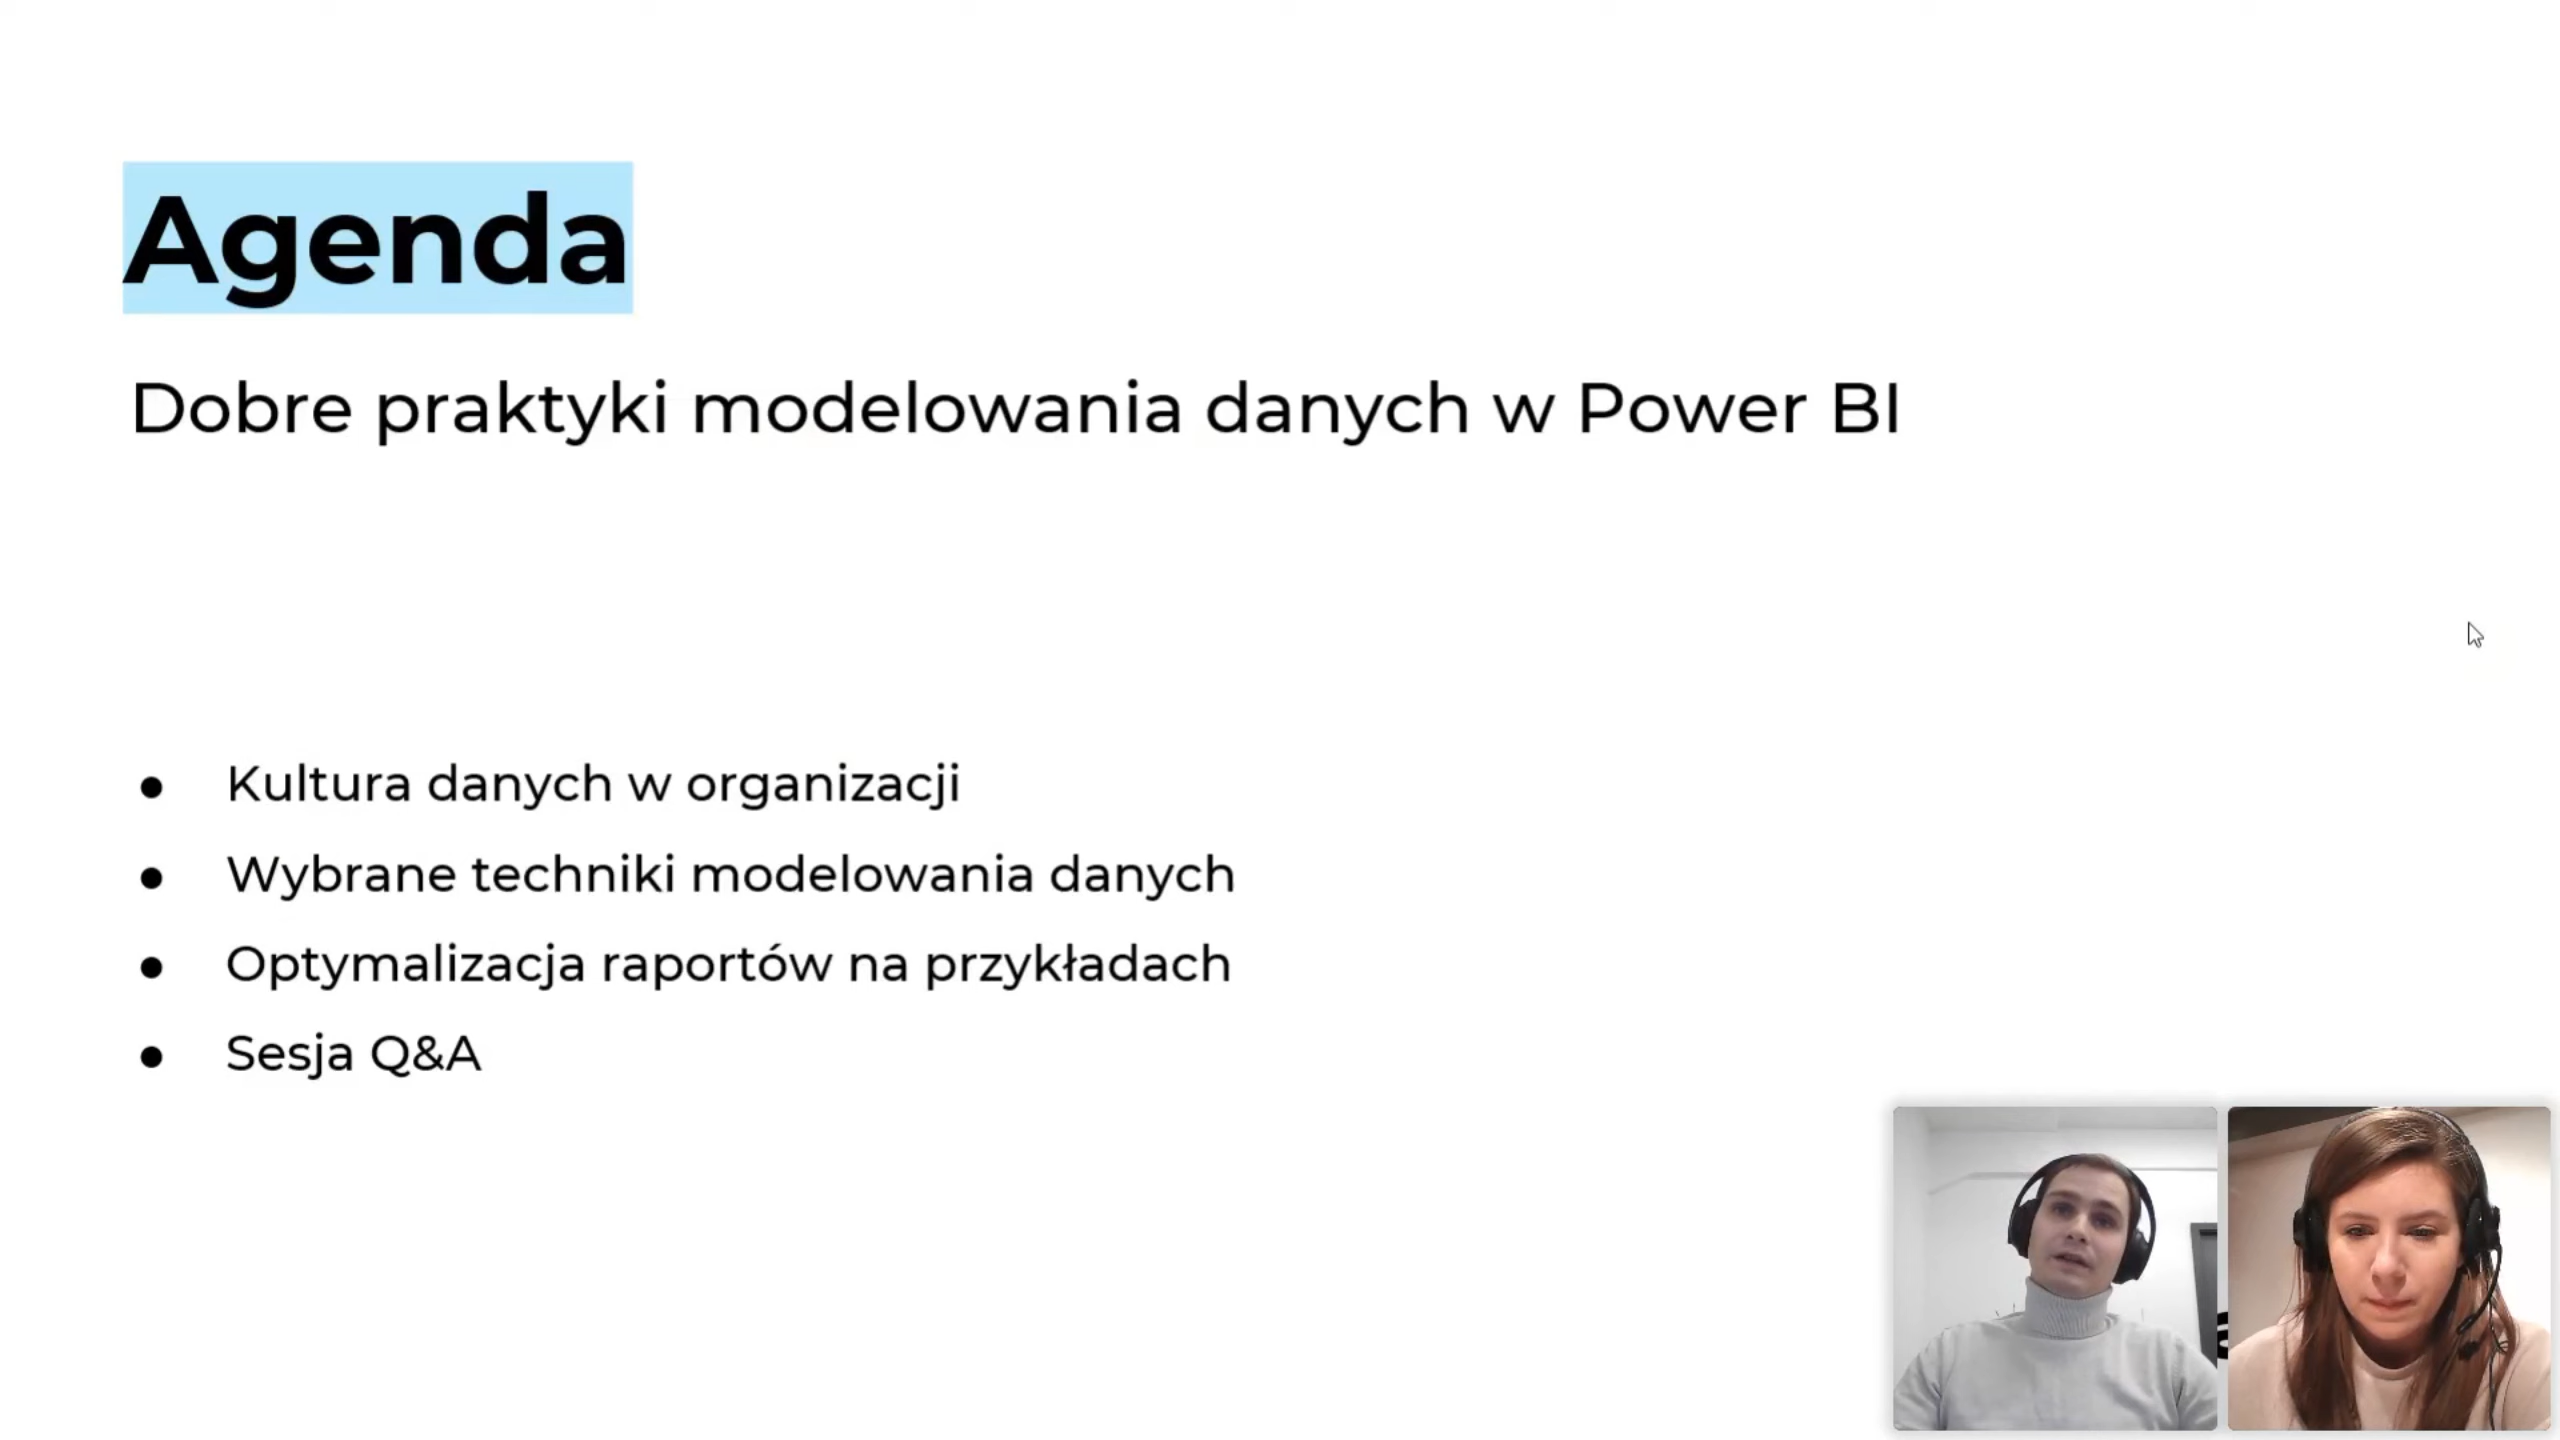 Agenda
Dobre praktyki modelowania danych w Power BI
Kultura danych w organizacji
Wybrane techniki modelowania danych
Optymalizacja raportów na przykładach
Sesja Q&A